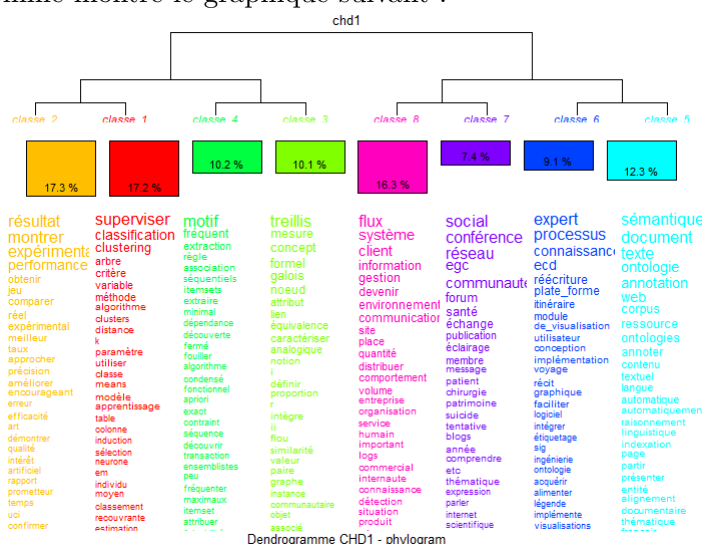 montre le graphique suivant :
chd1
classe 2 classe 1 classe 4 classe 3 classe 8 classe 7 classe 6 classe 5
17.3 % 17.2 % 10.2 % 10.1 % 16.3 % 7.4 % 9.1 % 12.3 %
résultat
montrer
expérimenta
performance
obtenir
jeu
comparer
réel
expérimental
meilleur
taux
approcher
précision
améliorer
encourageant
erreur
efficacité
art
démontrer
qualité
intérêt
artificiel
rapport
prometteur
temps
uci
confirmer
superviser
classification
clustering
arbre
critère
variable
méthode
algorithme
clusters
distance
k
paramètre
utiliser
classe
means
modèle
apprentissage
table
colonne
induction
sélection
neurone
em
individu
moyen
classement
recouvrante
estimation
motif
fréquent
extraction
règle
association
séquentiels
itemsets
extraire
minimal
dépendance
découverte
fermé
fouiller
algorithme
condensé
fonctionnel
apriori
exact
contraint
séquence
découvrir
transaction
ensemblistes
peu
fréquenter
maximaux
itemset
attribuer
treillis
mesure
concept
formel
galois
noeud
attribut
lien
équivalence
caractériser
analogique
notion
i
définir
proportion
r
intègre
ii
flou
similarité
valeur
paire
graphe
instance
communautaire
objet
associé
flux
système
client
information
gestion
devenir
environnement
communication
site
place
quantité
distribuer
comportement
volume
entreprise
organisation
service
humain
important
logs
commercial
internaute
connaissance
détection
situation
produit
social
conférence
réseau
egc
communauté
forum
santé
échange
publication
éclairage
membre
message
patient
chirurgie
patrimoine
suicide
tentative
blogs
année
comprendre
etc
thématique
expression
parler
internet
scientifique
expert
processus
connaissanc
ecd
réécriture
plate_forme
itinéraire
module
de_visualisation
utilisateur
conception
implémentation
voyage
récit
graphique
faciliter
logiciel
intégrer
étiquetage
sig
ingénierie
ontologie
acquérir
alimenter
légende
implémente
visualisations
sémantique
document
texte
ontologie
annotation
web
corpus
ressource
ontologies
annoter
contenu
textuel
langue
automatique
automatiquemen
raisonnement
linguistique
indexation
page
partir
présenter
entité
alignement
documentaire
thématique
français
Dendrogramme CHD1 - phylogram